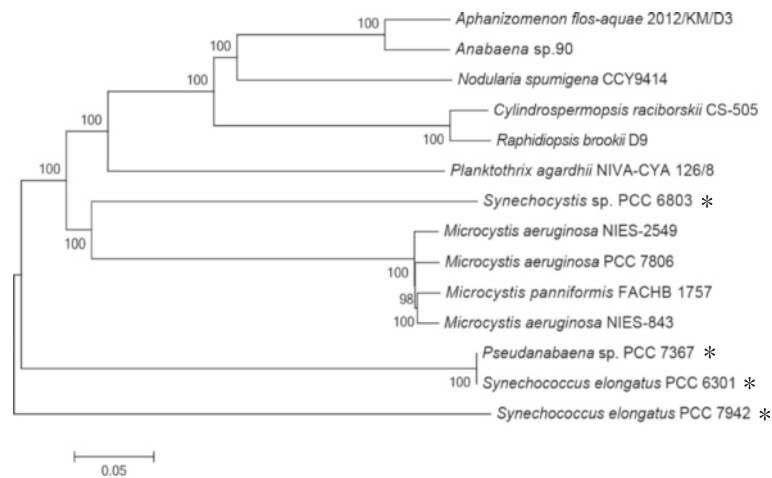 100
Aphanizomenon flos-aquae 2012/KM/D3
100
Anabaena sp.90
100
Nodularia spumigena CCY9414
100
Cylindrospermopsis raciborskii CS-505
100
Raphidiopsis brookii D9
100
Planktothrix agardhii NIVA-CYA 126/8
Synechocystis sp. PCC 6803 *
100
Microcystis aeruginosa NIES-2549
100
Microcystis aeruginosa PCC 7806
98
Microcystis panniformis FACHB 1757
100
Microcystis aeruginosa NIES-843
Pseudanabaena sp. PCC 7367 *
100
Synechococcus elongatus PCC 6301 *
Synechococcus elongatus PCC 7942 *
0.05